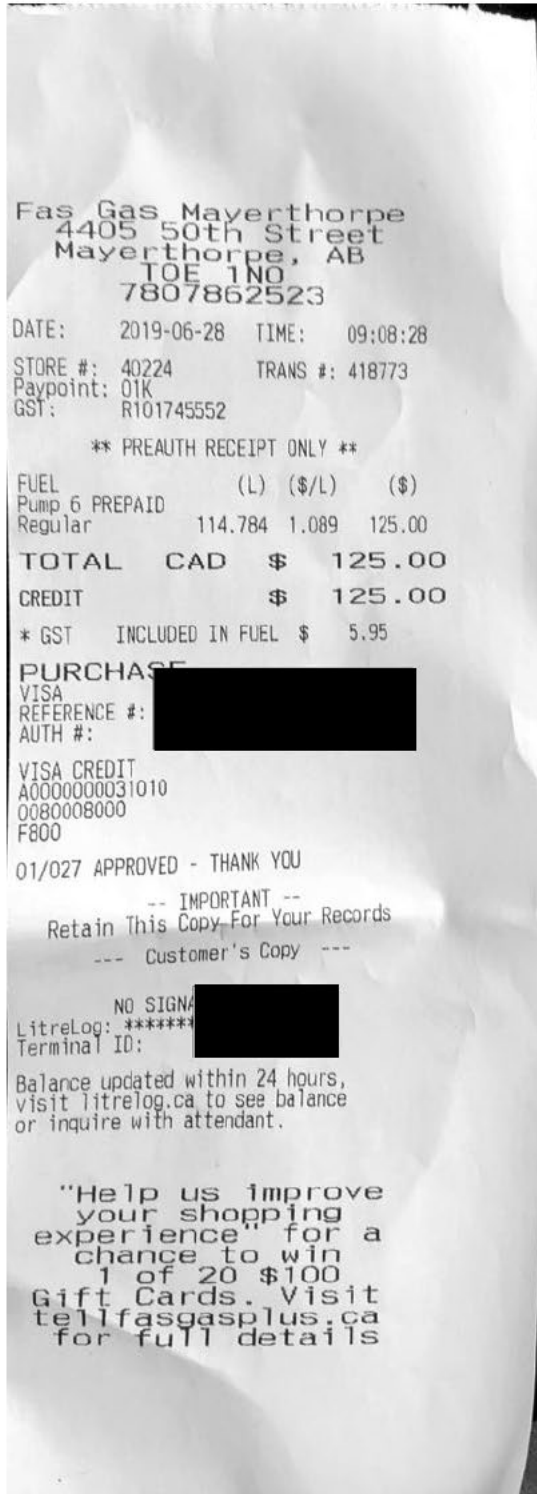 Fas Gas Mayerthorpe
4405 50th Street
Mayerthorpe, AB
T0E 1N0
7807862523
DATE: 2019-06-28 TIME: 09:08:28
STORE #: 40224 TRANS #: 418773
Paypoint: 01K
GST: R101745552
** PREAUTH RECEIPT ONLY **
FUEL (L) ($/L) ($)
Pump 6 PREPAID
Regular 114.784 1.089 125.00
TOTAL CAD $ 125.00
CREDIT $ 125.00
* GST INCLUDED IN FUEL $ 5.95
PURCHASE
VISA
REFERENCE #:
AUTH #:
VISA CREDIT
A0000000031010
0080008000
F800
01/027 APPROVED - THANK YOU
-- IMPORTANT --
Retain This Copy For Your Records
--- Customer's Copy ---
NO SIGNA
LitreLog: *******
Terminal ID:
Balance updated within 24 hours,
visit litrelog.ca to see balance
or inquire with attendant.
"Help us improve
your shopping
experience" for a
chance to win
1 of 20 $100
Gift Cards. Visit
tellfasgasplus.ca
for full details